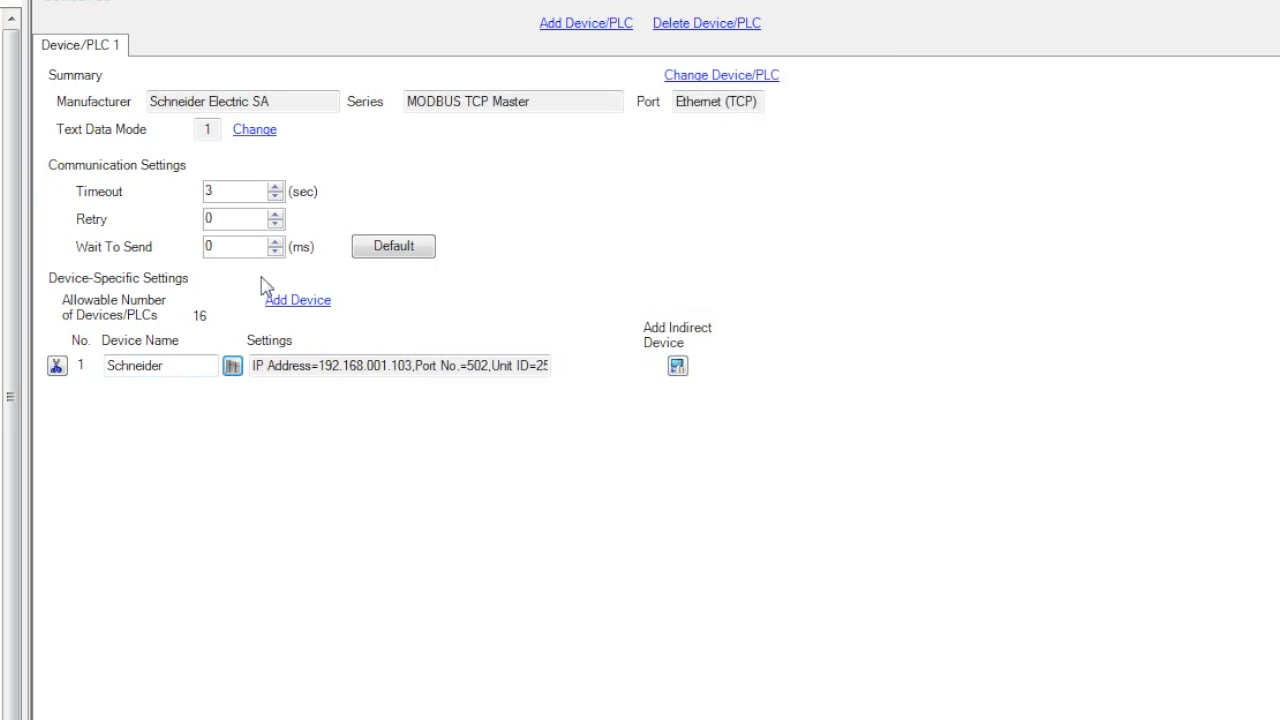 Add Device/PLC Delete Device/PLC
Device/PLC 1
Summary Change Device/PLC
Manufacturer Schneider Electric SA Series MODBUS TCP Master Port Ethernet (TCP)
Text Data Mode 1 Change
Communication Settings
Timeout 3 (sec)
Retry 0
Wait To Send 0 (ms) Default
Device-Specific Settings
Allowable Number
of Devices/PLCs 16 Add Device
Add Indirect
Device
No. Device Name Settings
1 Schneider IP Address=192.168.001.103,Port No.=502,Unit ID=25